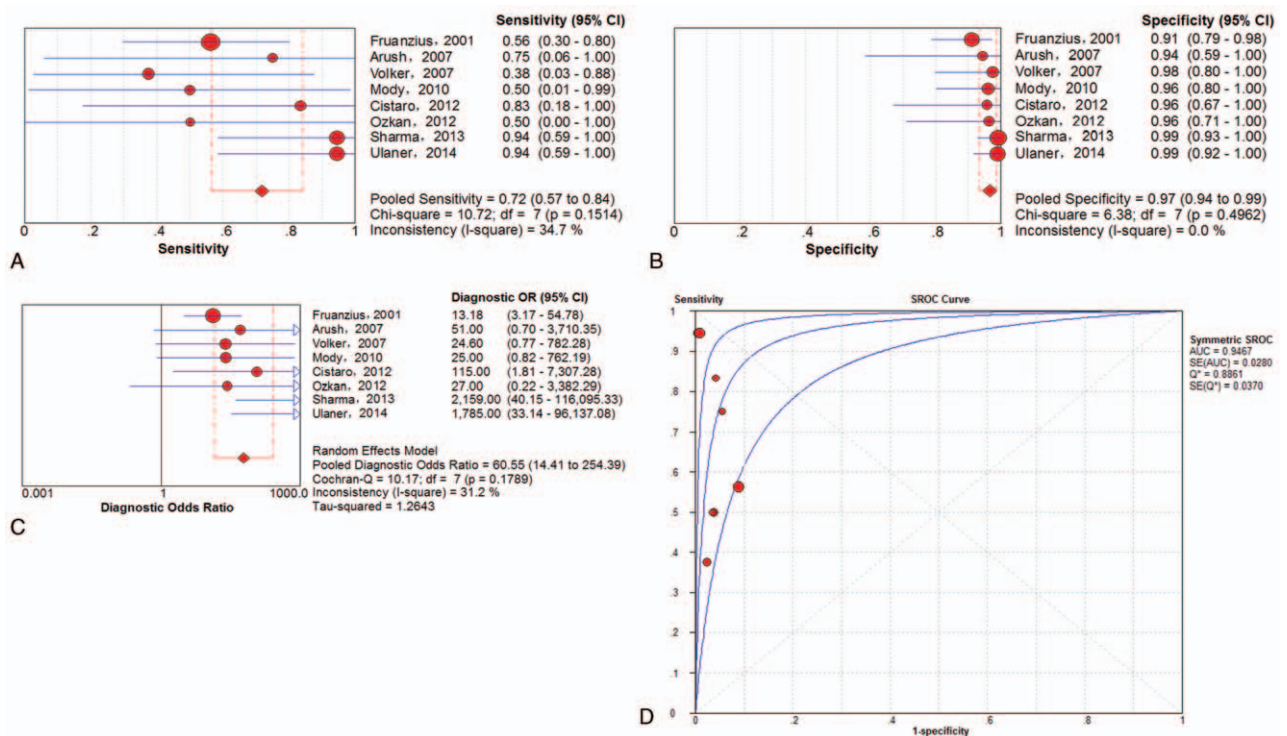 Sensitivity (95% CI)
Fruanzius, 2001 0.56 (0.30 - 0.80)
Arush, 2007 0.75 (0.06 - 1.00)
Volker, 2007 0.38 (0.03 - 0.88)
Mody, 2010 0.50 (0.01 - 0.99)
Cistaro, 2012 0.83 (0.18 - 1.00)
Ozkan, 2012 0.50 (0.00 - 1.00)
Sharma, 2013 0.94 (0.59 - 1.00)
Ulaner, 2014 0.94 (0.59 - 1.00)
Pooled Sensitivity = 0.72 (0.57 to 0.84)
Chi-square = 10.72; df = 7 (p = 0.1514)
Inconsistency (I-square) = 34.7 %
0 .2 .4 .6 .8 1
Sensitivity
A
Specificity (95% CI)
Fruanzius, 2001 0.91 (0.79 - 0.98)
Arush, 2007 0.94 (0.59 - 1.00)
Volker, 2007 0.98 (0.80 - 1.00)
Mody, 2010 0.96 (0.80 - 1.00)
Cistaro, 2012 0.96 (0.67 - 1.00)
Ozkan, 2012 0.96 (0.71 - 1.00)
Sharma, 2013 0.99 (0.93 - 1.00)
Ulaner, 2014 0.99 (0.92 - 1.00)
Pooled Specificity = 0.97 (0.94 to 0.99)
Chi-square = 6.38; df = 7 (p = 0.4962)
Inconsistency (I-square) = 0.0 %
0 .2 .4 .6 .8 1
Specificity
B
Diagnostic OR (95% CI)
Fruanzius, 2001 13.18 (3.17 - 54.78)
Arush, 2007 51.00 (0.70 - 3,710.35)
Volker, 2007 24.60 (0.77 - 782.28)
Mody, 2010 25.00 (0.82 - 762.19)
Cistaro, 2012 115.00 (1.81 - 7,307.28)
Ozkan, 2012 27.00 (0.22 - 3,382.29)
Sharma, 2013 2,159.00 (40.15 - 116,095.33)
Ulaner, 2014 1,785.00 (33.14 - 96,137.08)
Random Effects Model
Pooled Diagnostic Odds Ratio = 60.55 (14.41 to 254.39)
Cochran-Q = 10.17; df = 7 (p = 0.1789)
Inconsistency (I-square) = 31.2 %
Tau-squared = 1.2643
0.001 1 1000.0
Diagnostic Odds Ratio
C
Sensitivity SROC Curve
1
.9
.8
.7
.6
.5
.4
.3
.2
.1
0
0 .2 .4 .6 .8 1
1-specificity
Symmetric SROC
AUC = 0.9467
SE(AUC) = 0.0280
Q* = 0.8861
SE(Q*) = 0.0370
D